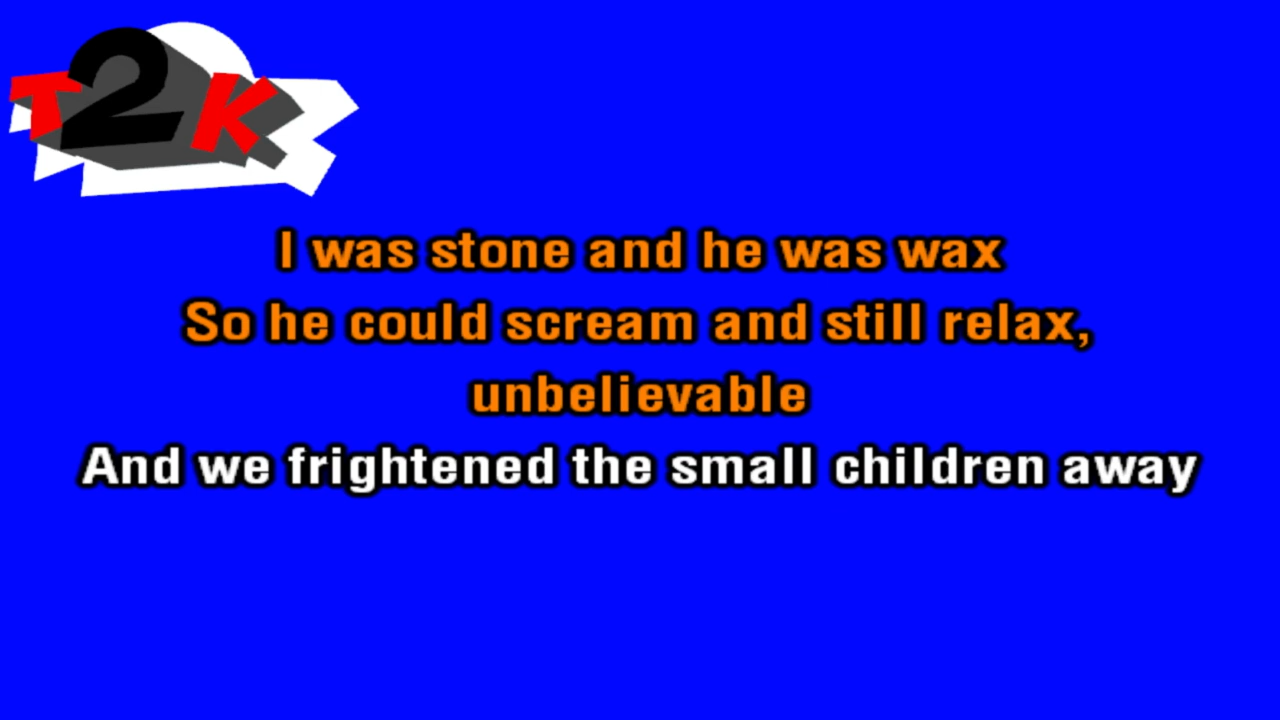 T2K
I was stone and he was wax
So he could scream and still relax,
unbelievable
And we frightened the small children away